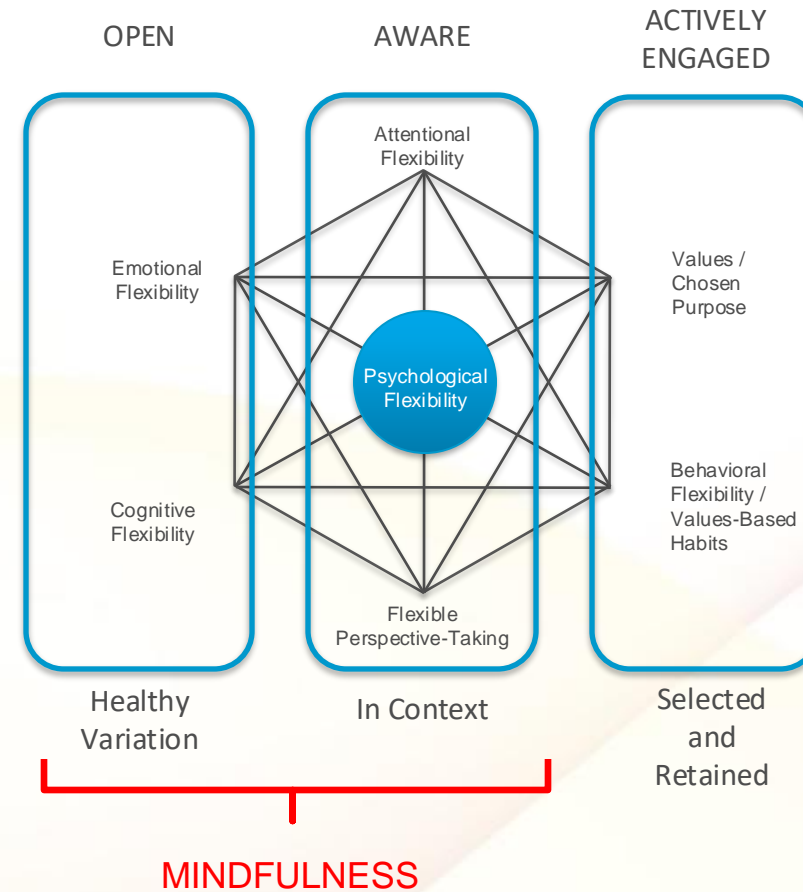 OPEN
AWARE
ACTIVELY
ENGAGED
Attentional
Flexibility
Emotional
Flexibility
Values /
Chosen
Purpose
Psychological
Flexibility
Cognitive
Flexibility
Behavioral
Flexibility /
Values-Based
Habits
Flexible
Perspective-Taking
Healthy
Variation
In Context
Selected
and
Retained
MINDFULNESS